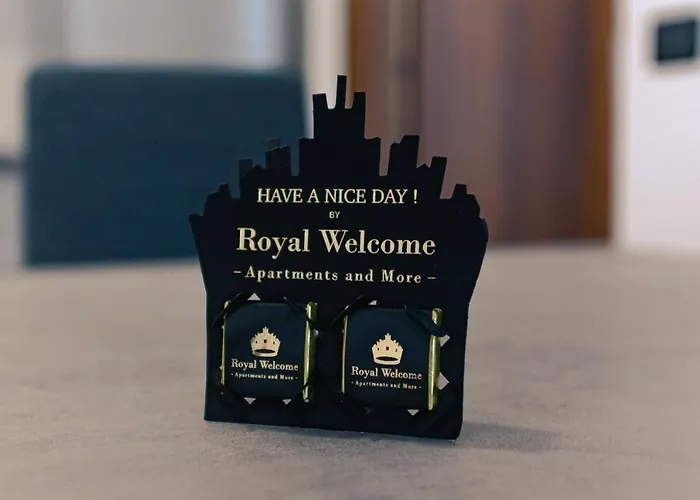 HAVE A NICE DAY !
BY
Royal Welcome
– Apartments and More –
Royal Welcome
– Apartments and More –
Royal Welcome
– Apartments and More –